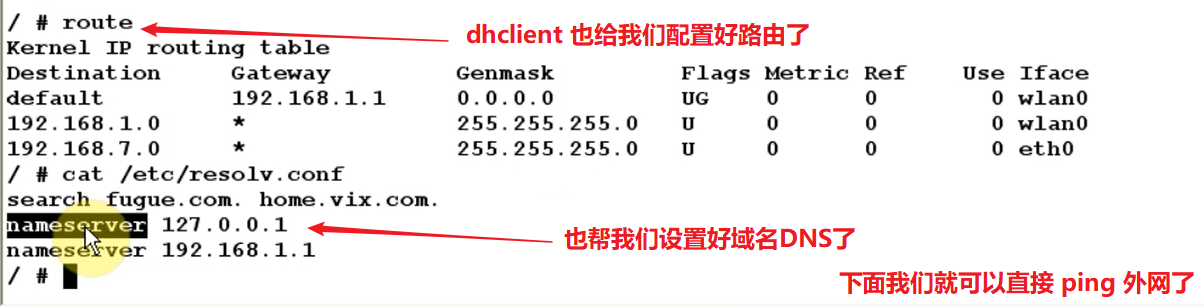 / # route
dhclient 也给我们配置好路由了
Kernel IP routing table
Destination Gateway Genmask Flags Metric Ref Use Iface
default 192.168.1.1 0.0.0.0 UG 0 0 0 wlan0
192.168.1.0 * 255.255.255.0 U 0 0 0 wlan0
192.168.7.0 * 255.255.255.0 U 0 0 0 eth0
/ # cat /etc/resolv.conf
search fugue.com. home.vix.com.
nameserver 127.0.0.1
也帮我们设置好域名DNS了
nameserver 192.168.1.1
/ #
下面我们就可以直接 ping 外网了